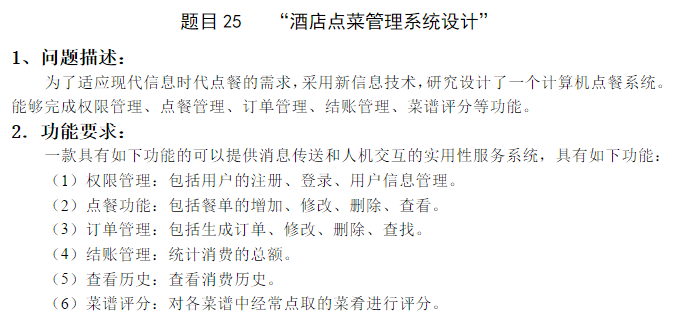 题目25 “酒店点菜管理系统设计”
1、问题描述：
为了适应现代信息时代点餐的需求，采用新信息技术，研究设计了一个计算机点餐系统。
能够完成权限管理、点餐管理、订单管理、结账管理、菜谱评分等功能。
2．功能要求：
一款具有如下功能的可以提供消息传送和人机交互的实用性服务系统，具有如下功能：
（1）权限管理：包括用户的注册、登录、用户信息管理。
（2）点餐功能：包括餐单的增加、修改、删除、查看。
（3）订单管理：包括生成订单、修改、删除、查找。
（4）结账管理：统计消费的总额。
（5）查看历史：查看消费历史。
（6）菜谱评分：对各菜谱中经常点取的菜肴进行评分。